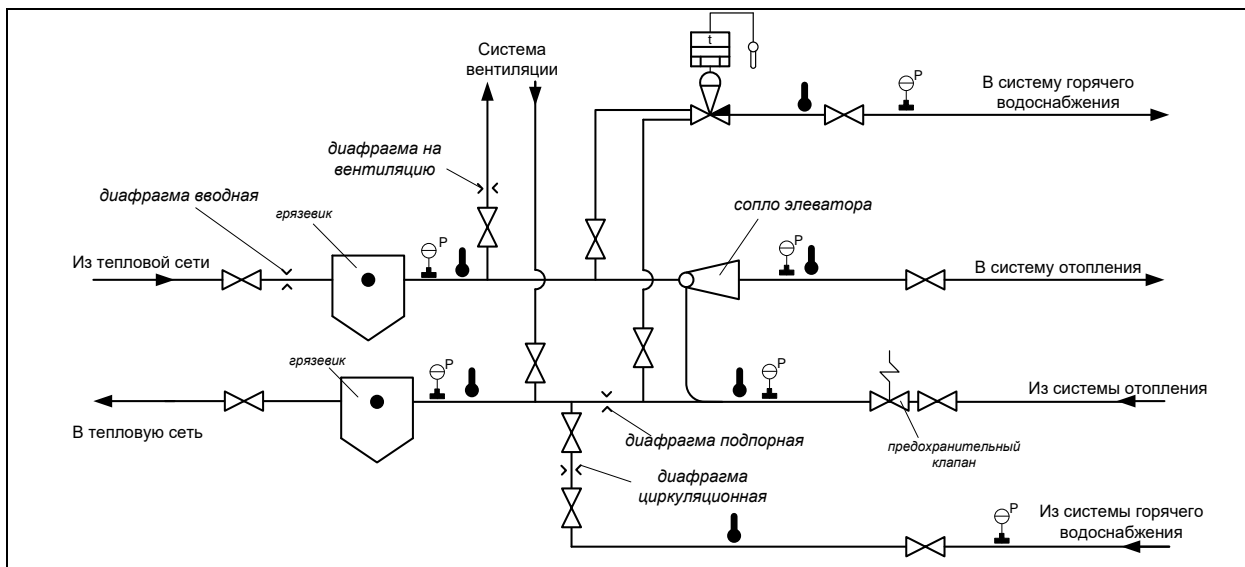 Система
вентиляции
t
P
В систему горячего
водоснабжения
диафрагма на
вентиляцию
диафрагма вводная
грязевик
сопло элеватора
P
P
Из тепловой сети
В систему отопления
грязевик
P
P
Из системы отопления
В тепловую сеть
диафрагма подпорная
предохранительный
клапан
диафрагма
циркуляционная
P
Из системы горячего
водоснабжения